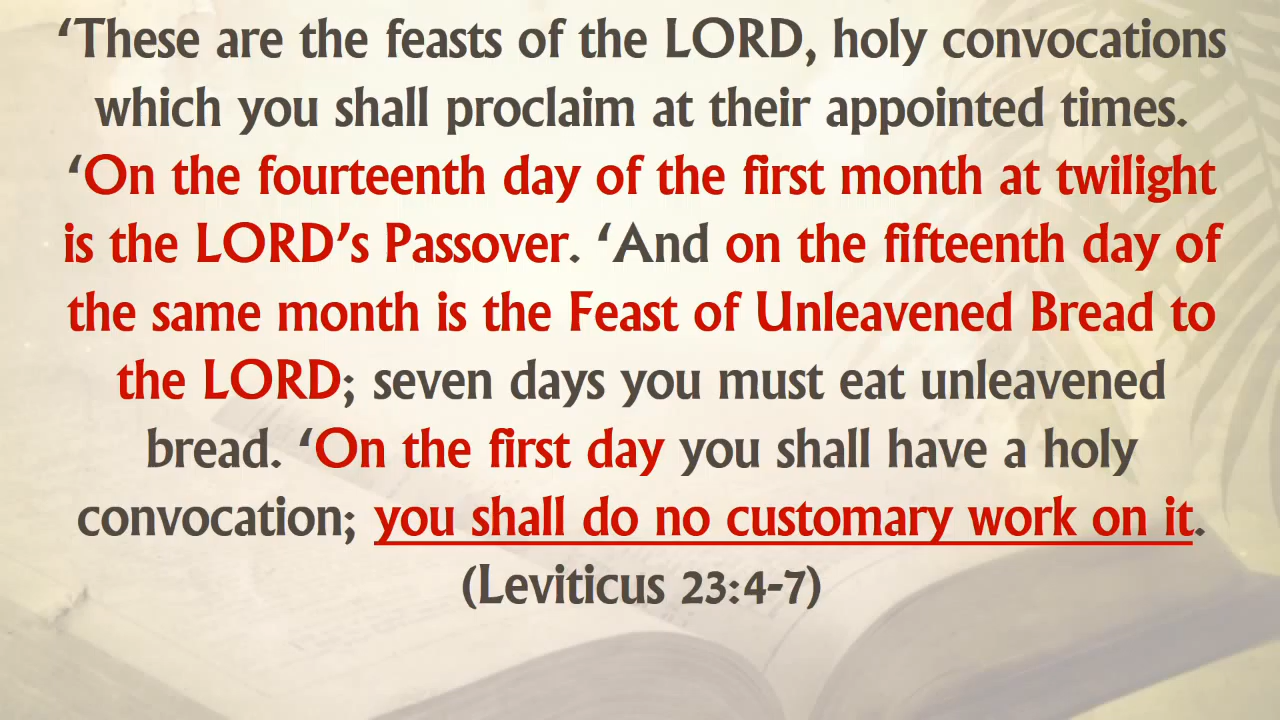 ‘These are the feasts of the LORD, holy convocations
which you shall proclaim at their appointed times.
‘On the fourteenth day of the first month at twilight
is the LORD’s Passover. ‘And on the fifteenth day of
the same month is the Feast of Unleavened Bread to
the LORD; seven days you must eat unleavened
bread. ‘On the first day you shall have a holy
convocation; you shall do no customary work on it.
(Leviticus 23:4-7)